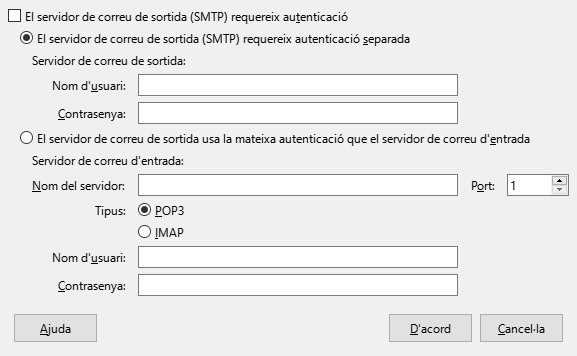 El servidor de correu de sortida (SMTP) requereix autenticació
El servidor de correu de sortida (SMTP) requereix autenticació separada
Servidor de correu de sortida:
Nom d'usuari:
Contrasenya:
El servidor de correu de sortida usa la mateixa autenticació que el servidor de correu d'entrada
Servidor de correu d'entrada:
Nom del servidor: Port: 1
Tipus: POP3
IMAP
Nom d'usuari:
Contrasenya:
Ajuda D'acord Cancel·la